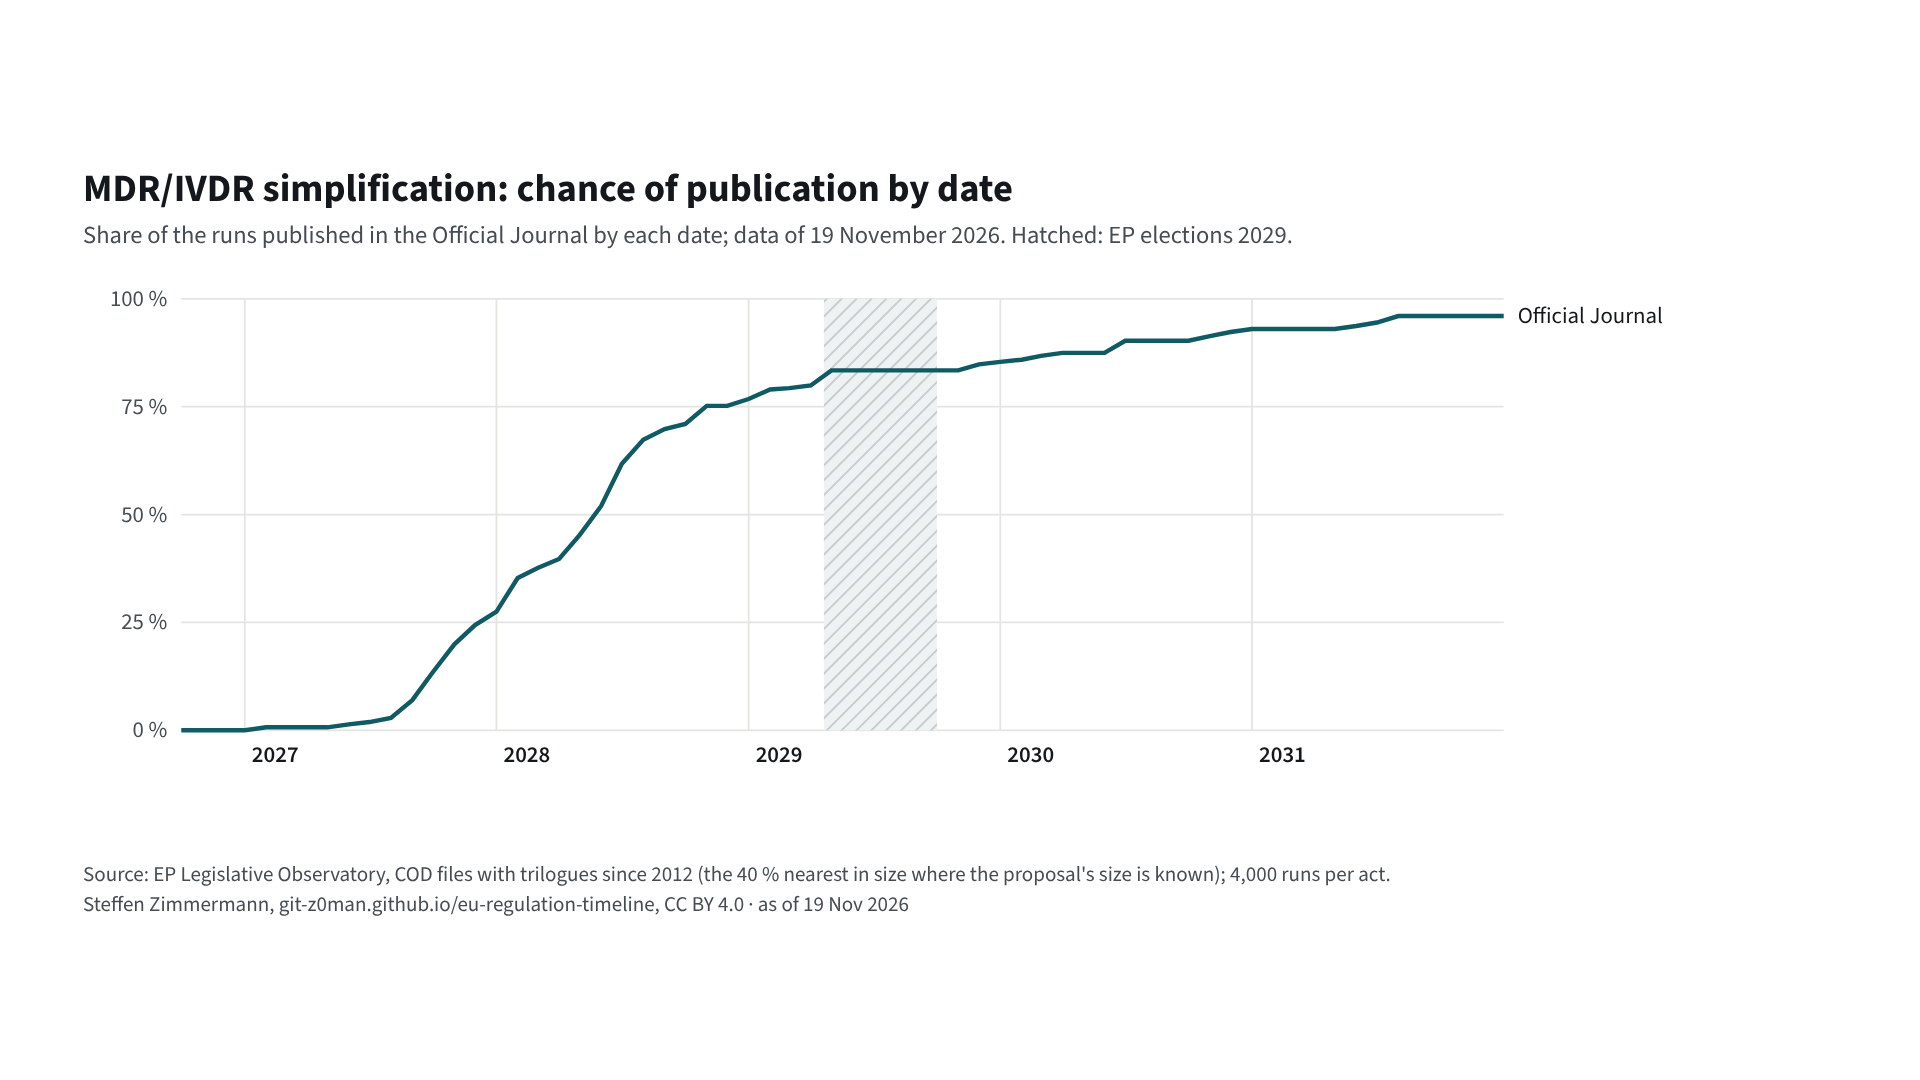 MDR/IVDR simplification: chance of publication by date
Share of the runs published in the Official Journal by each date; data of 19 November 2026. Hatched: EP elections 2029.
100 %
Official Journal
75 %
50 %
25 %
0 %
2027 2028 2029 2030 2031
Source: EP Legislative Observatory, COD files with trilogues since 2012 (the 40 % nearest in size where the proposal's size is known); 4,000 runs per act.
Steffen Zimmermann, git-z0man.github.io/eu-regulation-timeline, CC BY 4.0 · as of 19 Nov 2026